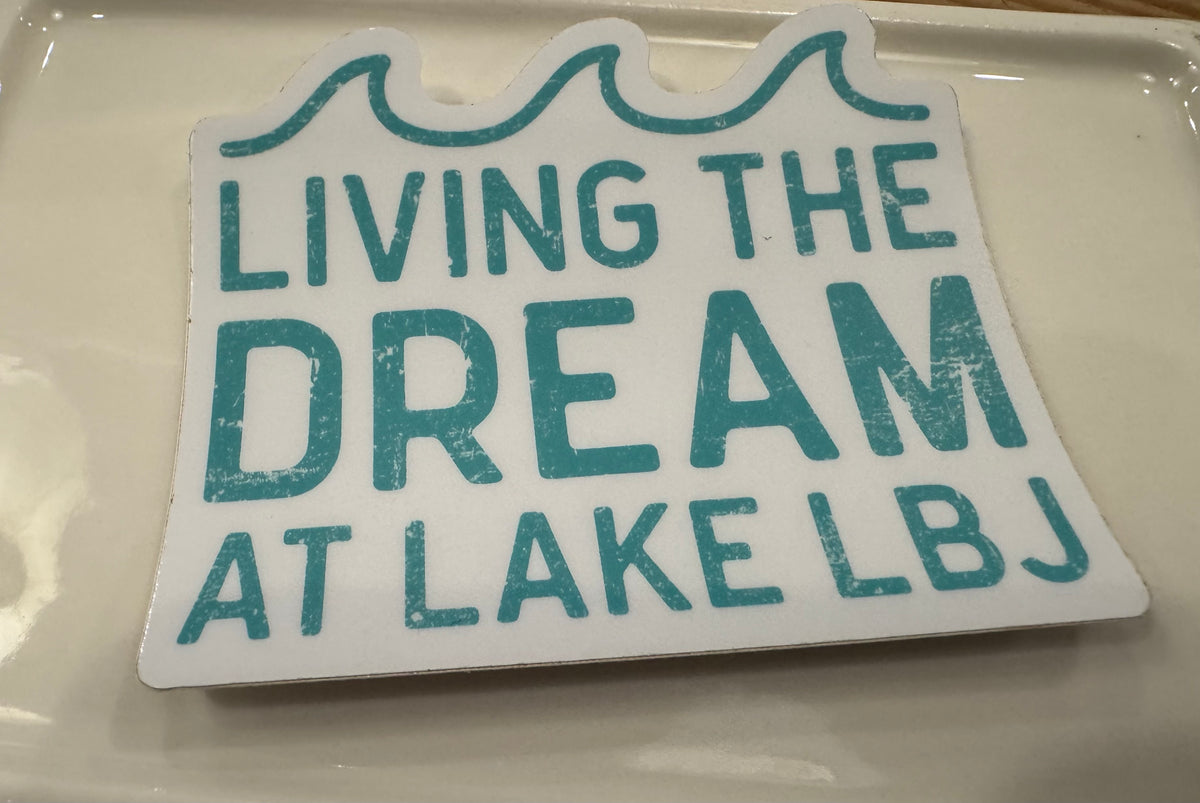 LIVING THE
DREAM
AT LAKE LBJ